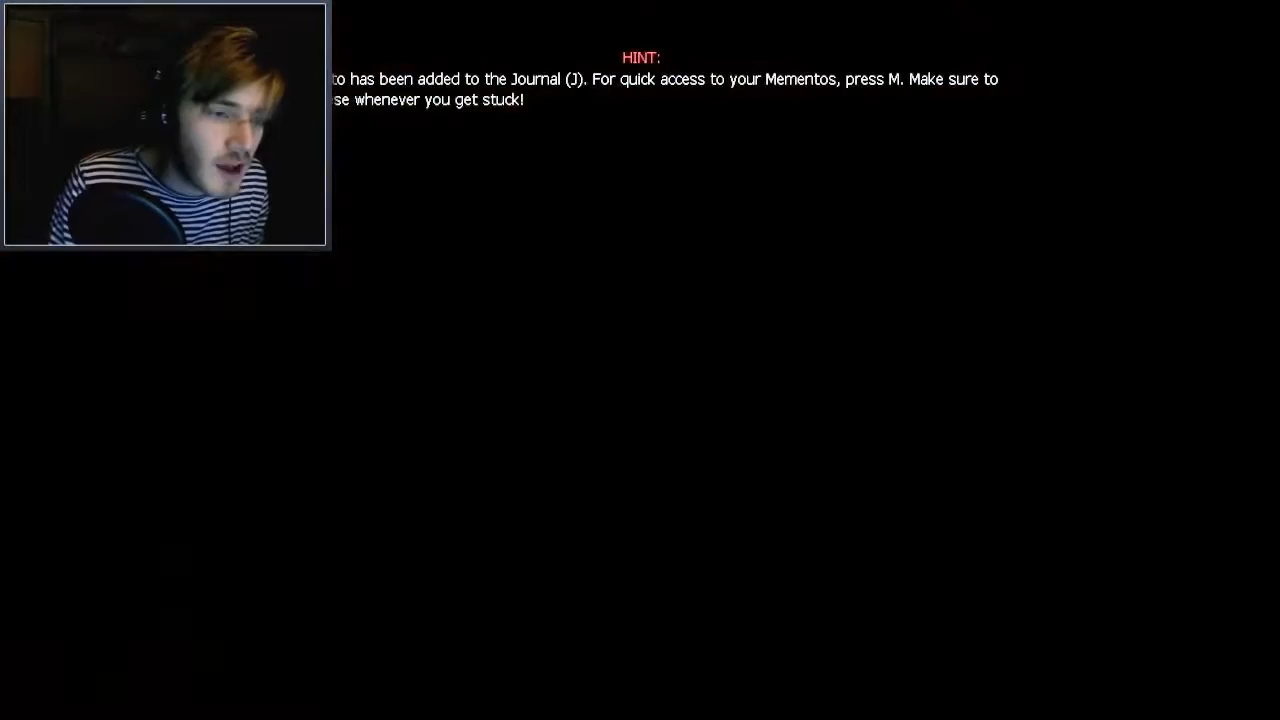 HINT:
to has been added to the Journal (J). For quick access to your Mementos, press M. Make sure to
se whenever you get stuck!